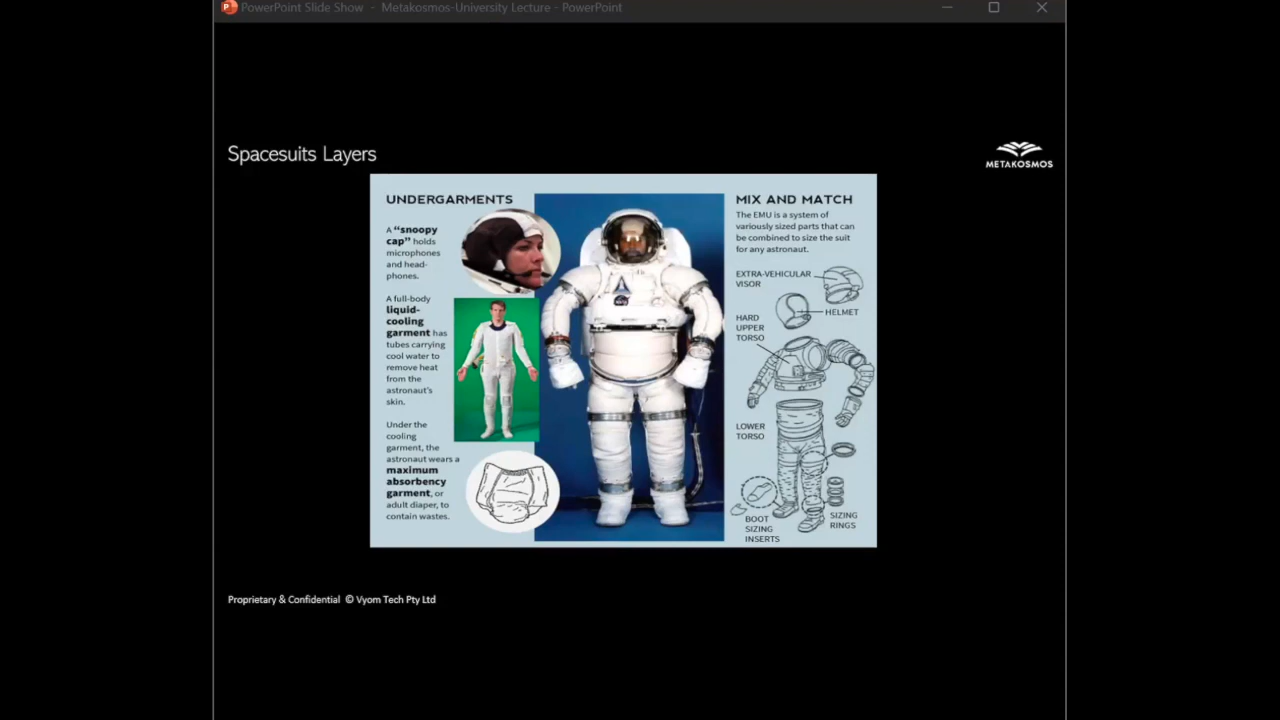 PowerPoint Slide Show - Metakosmos-University Lecture - PowerPoint
Spacesuits Layers
METAKOSMOS
UNDERGARMENTS
A "snoopy
cap" holds
microphones
and head-
phones.
A full-body
liquid-
cooling
garment has
tubes carrying
cool water to
remove heat
from the
astronaut's
skin.
Under the
cooling
garment, the
astronaut wears a
maximum
absorbency
garment, or
adult diaper, to
contain wastes.
MIX AND MATCH
The EMU is a system of
variously sized parts that can
be combined to size the suit
for any astronaut.
EXTRA-VEHICULAR
VISOR
HELMET
HARD
UPPER
TORSO
LOWER
TORSO
BOOT
SIZING
INSERTS
SIZING
RINGS
Proprietary & Confidential © Vyom Tech Pty Ltd